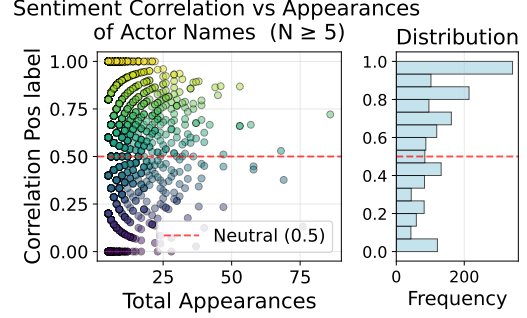 Sentiment Correlation vs Appearances
of Actor Names (N ≥ 5)
Distribution
Correlation Pos label
1.00
0.75
0.50
0.25
0.00
Neutral (0.5)
25
50
75
Total Appearances
1.0
0.8
0.6
0.4
0.2
0.0
0
200
Frequency